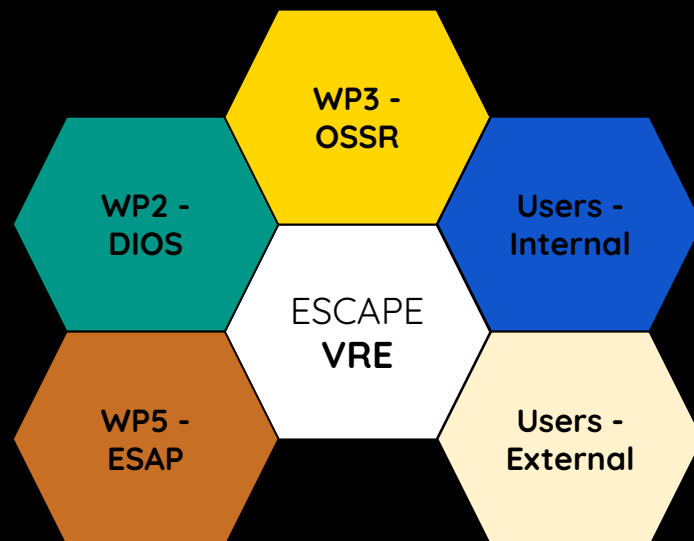 WP3 -
OSSR
WP2 -
DIOS
Users -
Internal
ESCAPE
VRE
WP5 -
ESAP
Users -
External